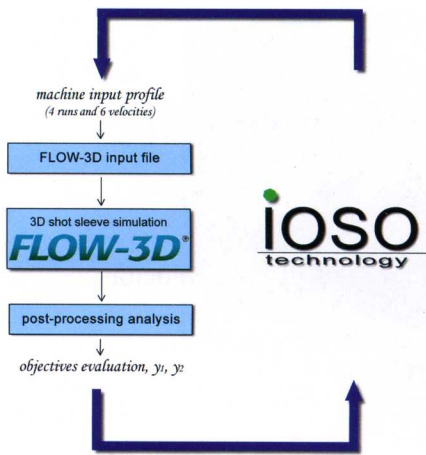 machine input profile
(4 runs and 6 velocities)
FLOW-3D input file
3D shot sleeve simulation
FLOW-3D®
post-processing analysis
objectives evaluation, y1, y2
iOSO
technology